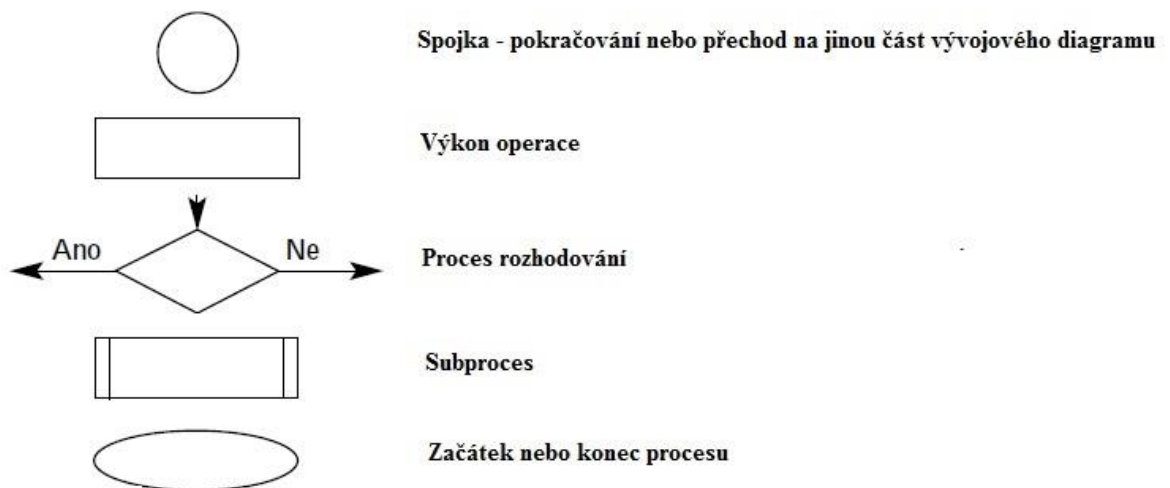 Spojka - pokračování nebo přechod na jinou část vývojového diagramu
Výkon operace
Ano
Ne
Proces rozhodování
Subproces
Začátek nebo konec procesu